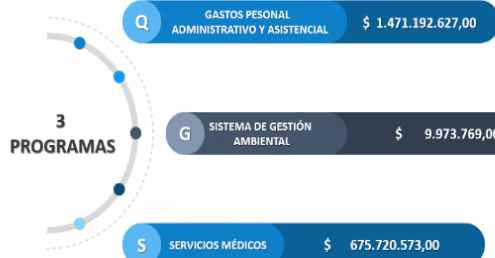 Q
GASTOS PESONAL
ADMINISTRATIVO Y ASISTENCIAL
$ 1.471.192.627,00
3
PROGRAMAS
G
SISTEMA DE GESTIÓN
AMBIENTAL
$ 9.973.769,00
S
SERVICIOS MÉDICOS
$ 675.720.573,00